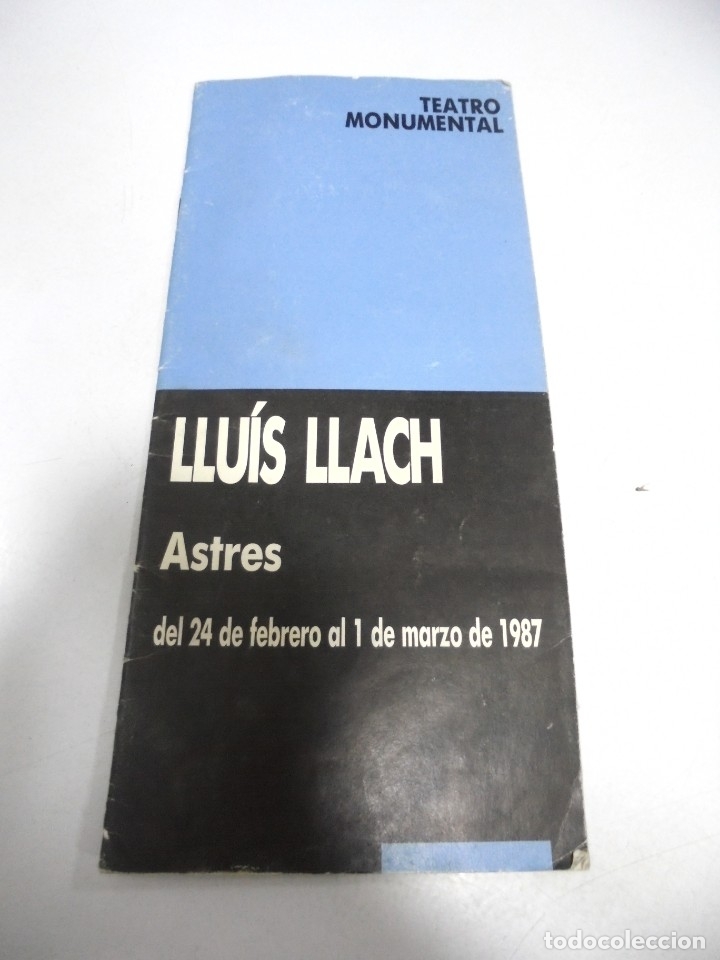 TEATRO
MONUMENTAL
LLUÍS LLACH
Astres
del 24 de febrero al 1 de marzo de 1987
todocoleccion